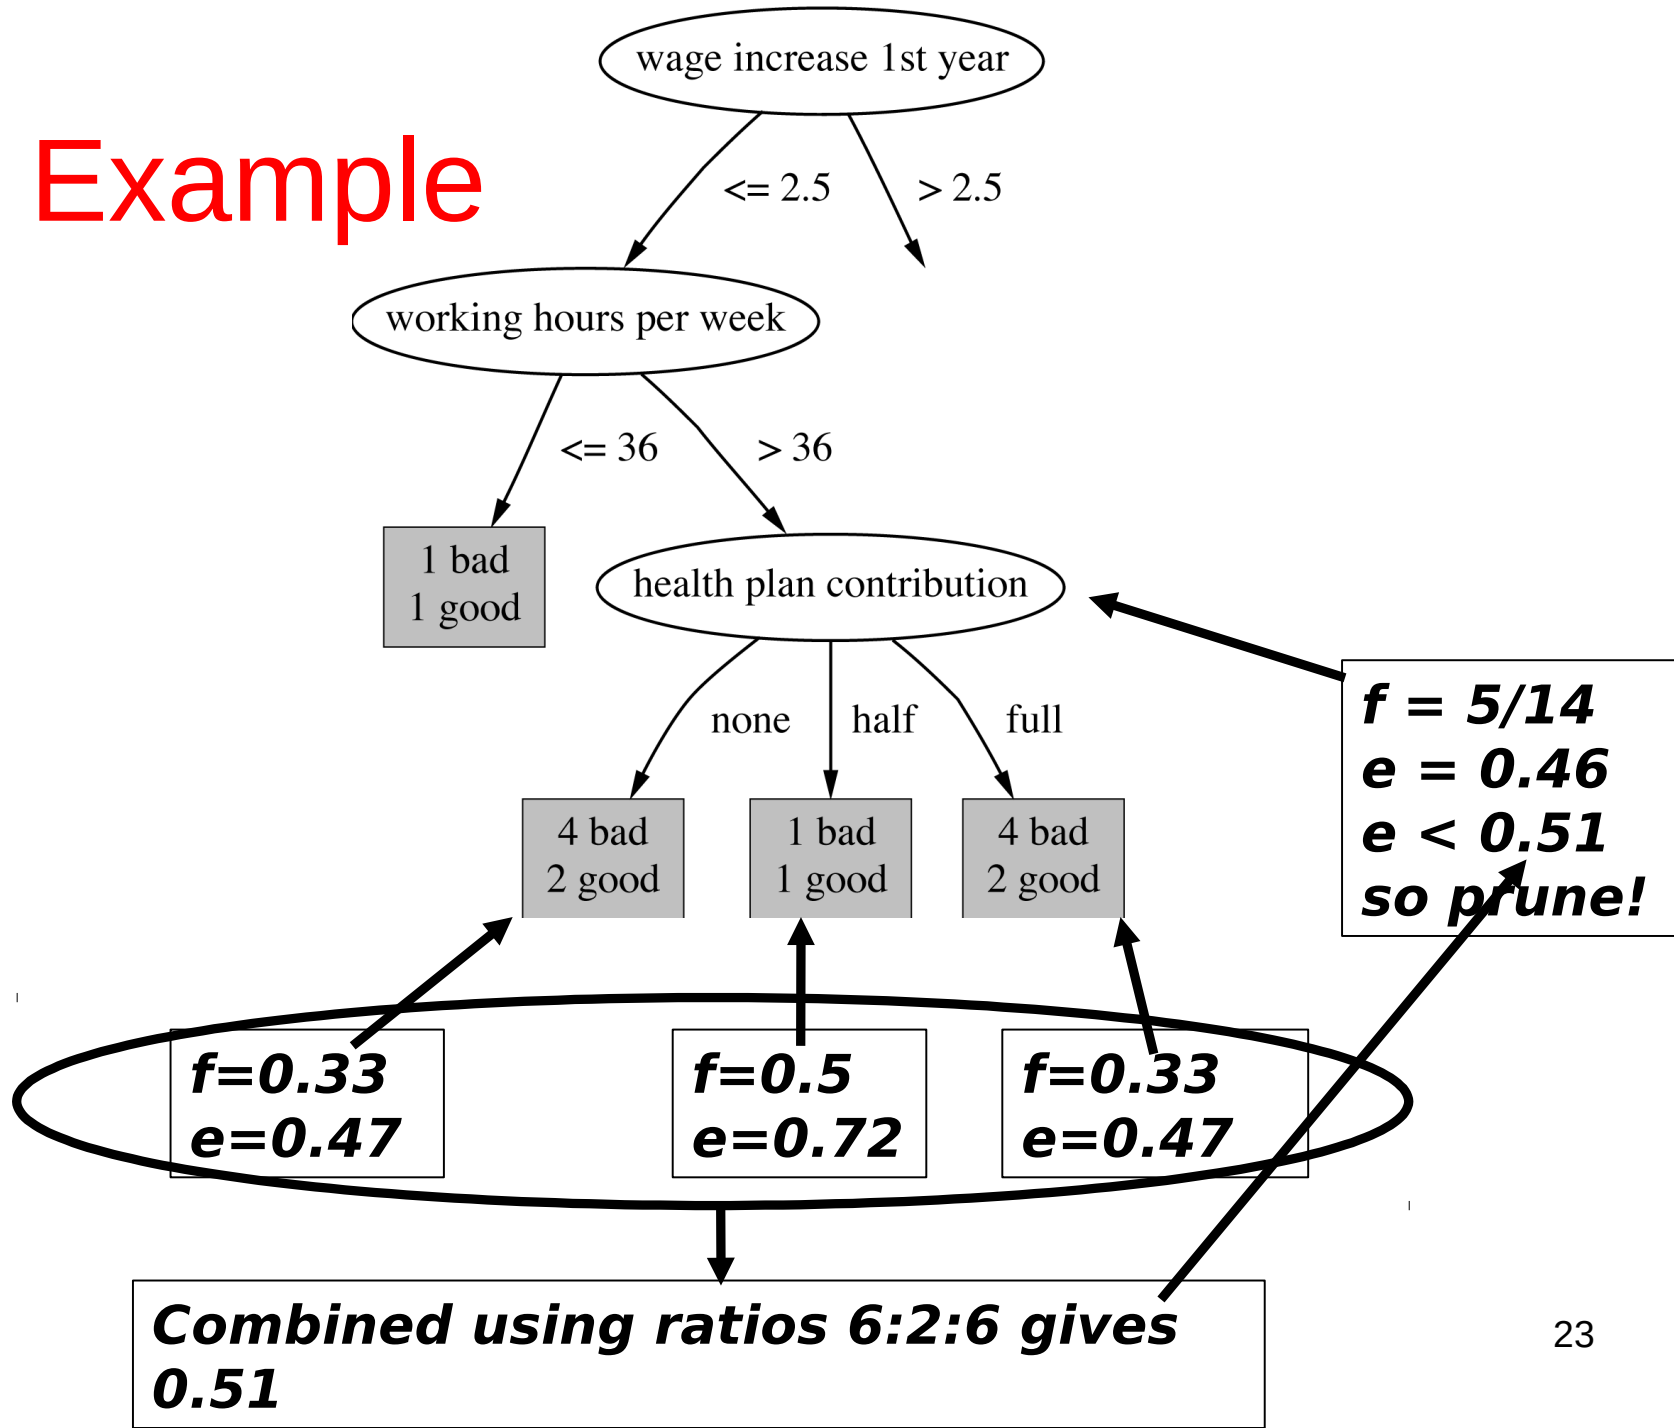 wage increase 1st year
Example
<= 2.5
> 2.5
working hours per week
<= 36
> 36
1 bad
1 good
health plan contribution
none
half
full
4 bad
2 good
1 bad
1 good
4 bad
2 good
f = 5/14
e = 0.46
e < 0.51
so prune!
f=0.33
e=0.47
f=0.5
e=0.72
f=0.33
e=0.47
Combined using ratios 6:2:6 gives
0.51
23